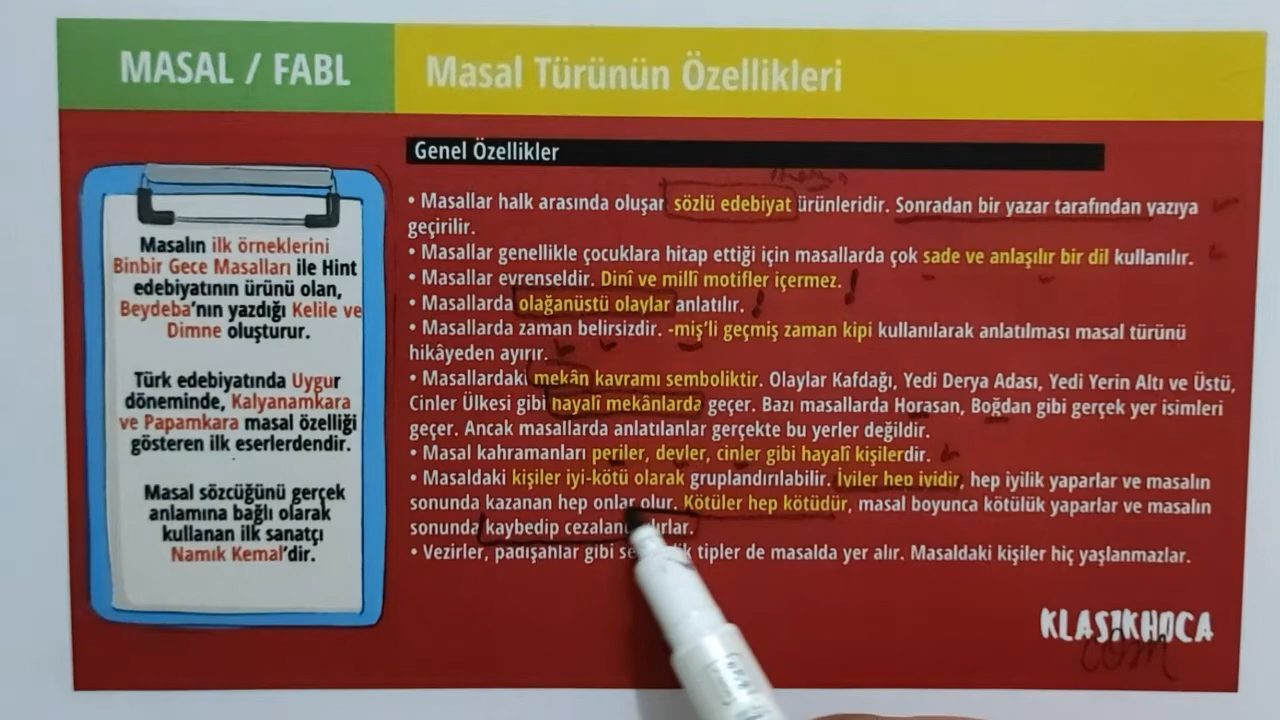 MASAL / FABL
Masal Türünün Özellikleri
Genel Özellikler
• Masallar halk arasında oluşan sözlü edebiyat ürünleridir. Sonradan bir yazar tarafından yazıya
geçirilir.
• Masallar genellikle çocuklara hitap ettiği için masallarda çok sade ve anlaşılır bir dil kullanılır.
• Masallar evrenseldir. Dinî ve millî motifler içermez.
• Masallarda olağanüstü olaylar anlatılır.
• Masallarda zaman belirsizdir. -miş'li geçmiş zaman kipi kullanılarak anlatılması masal türünü
hikâyeden ayırır.
• Masallardaki mekân kavramı semboliktir. Olaylar Kafdağı, Yedi Derya Adası, Yedi Yerin Altı ve Üstü,
Cinler Ülkesi gibi hayalî mekânlarda geçer. Bazı masallarda Horasan, Boğdan gibi gerçek yer isimleri
geçer. Ancak masallarda anlatılanlar gerçekte bu yerler değildir.
• Masal kahramanları periler, devler, cinler gibi hayalî kişilerdir.
• Masaldaki kişiler iyi-kötü olarak gruplandırılabilir. İyiler hep iyidir, hep iyilik yaparlar ve masalın
sonunda kazanan hep onlar olur. Kötüler hep kötüdür, masal boyunca kötülük yaparlar ve masalın
sonunda kaybedip
• Vezirler, padişahlar gibi tipler de masalda yer alır. Masaldaki kişiler hiç yaşlanmazlar.
Masalın ilk örneklerini
Binbir Gece Masalları ile Hint
edebiyatının ürünü olan,
Beydeba'nın yazdığı Kelile ve
Dimne oluşturur.
Türk edebiyatında Uygur
döneminde, Kalyanamkara
ve Papamkara masal özelliği
gösteren ilk eserlerdendir.
Masal sözcüğünü gerçek
anlamına bağlı olarak
kullanan ilk sanatçı
Namık Kemal'dir.
KLASİKHOCA
com